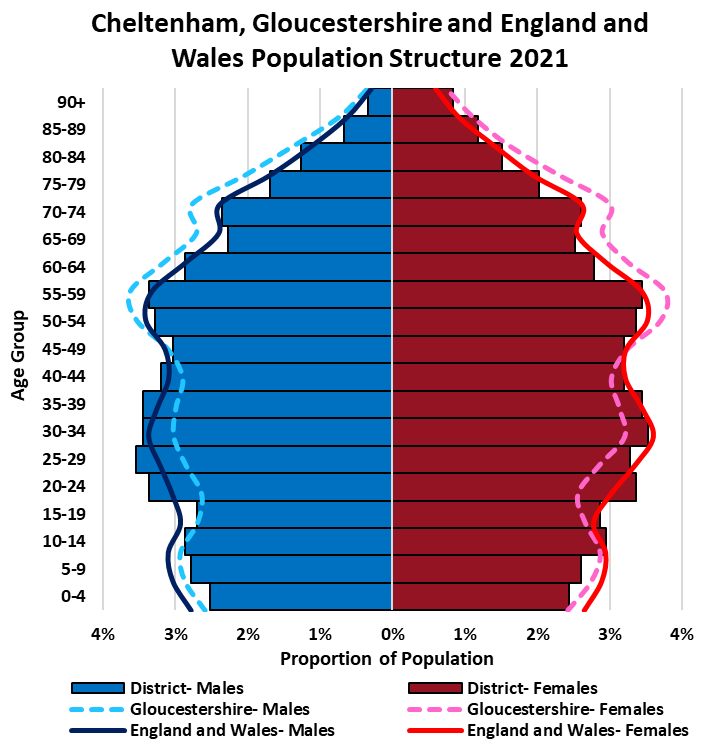 Cheltenham, Gloucestershire and England and
Wales Population Structure 2021
Age Group
90+
85-89
80-84
75-79
70-74
65-69
60-64
55-59
50-54
45-49
40-44
35-39
30-34
25-29
20-24
15-19
10-14
5-9
0-4
4% 3% 2% 1% 0% 1% 2% 3% 4%
Proportion of Population
District- Males District- Females
Gloucestershire- Males Gloucestershire- Females
England and Wales- Males England and Wales- Females